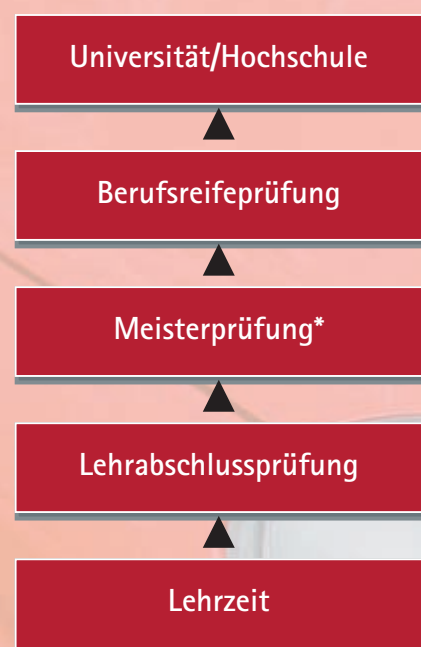 Universität/Hochschule
Berufsreifeprüfung
Meisterprüfung*
Lehrabschlussprüfung
Lehrzeit